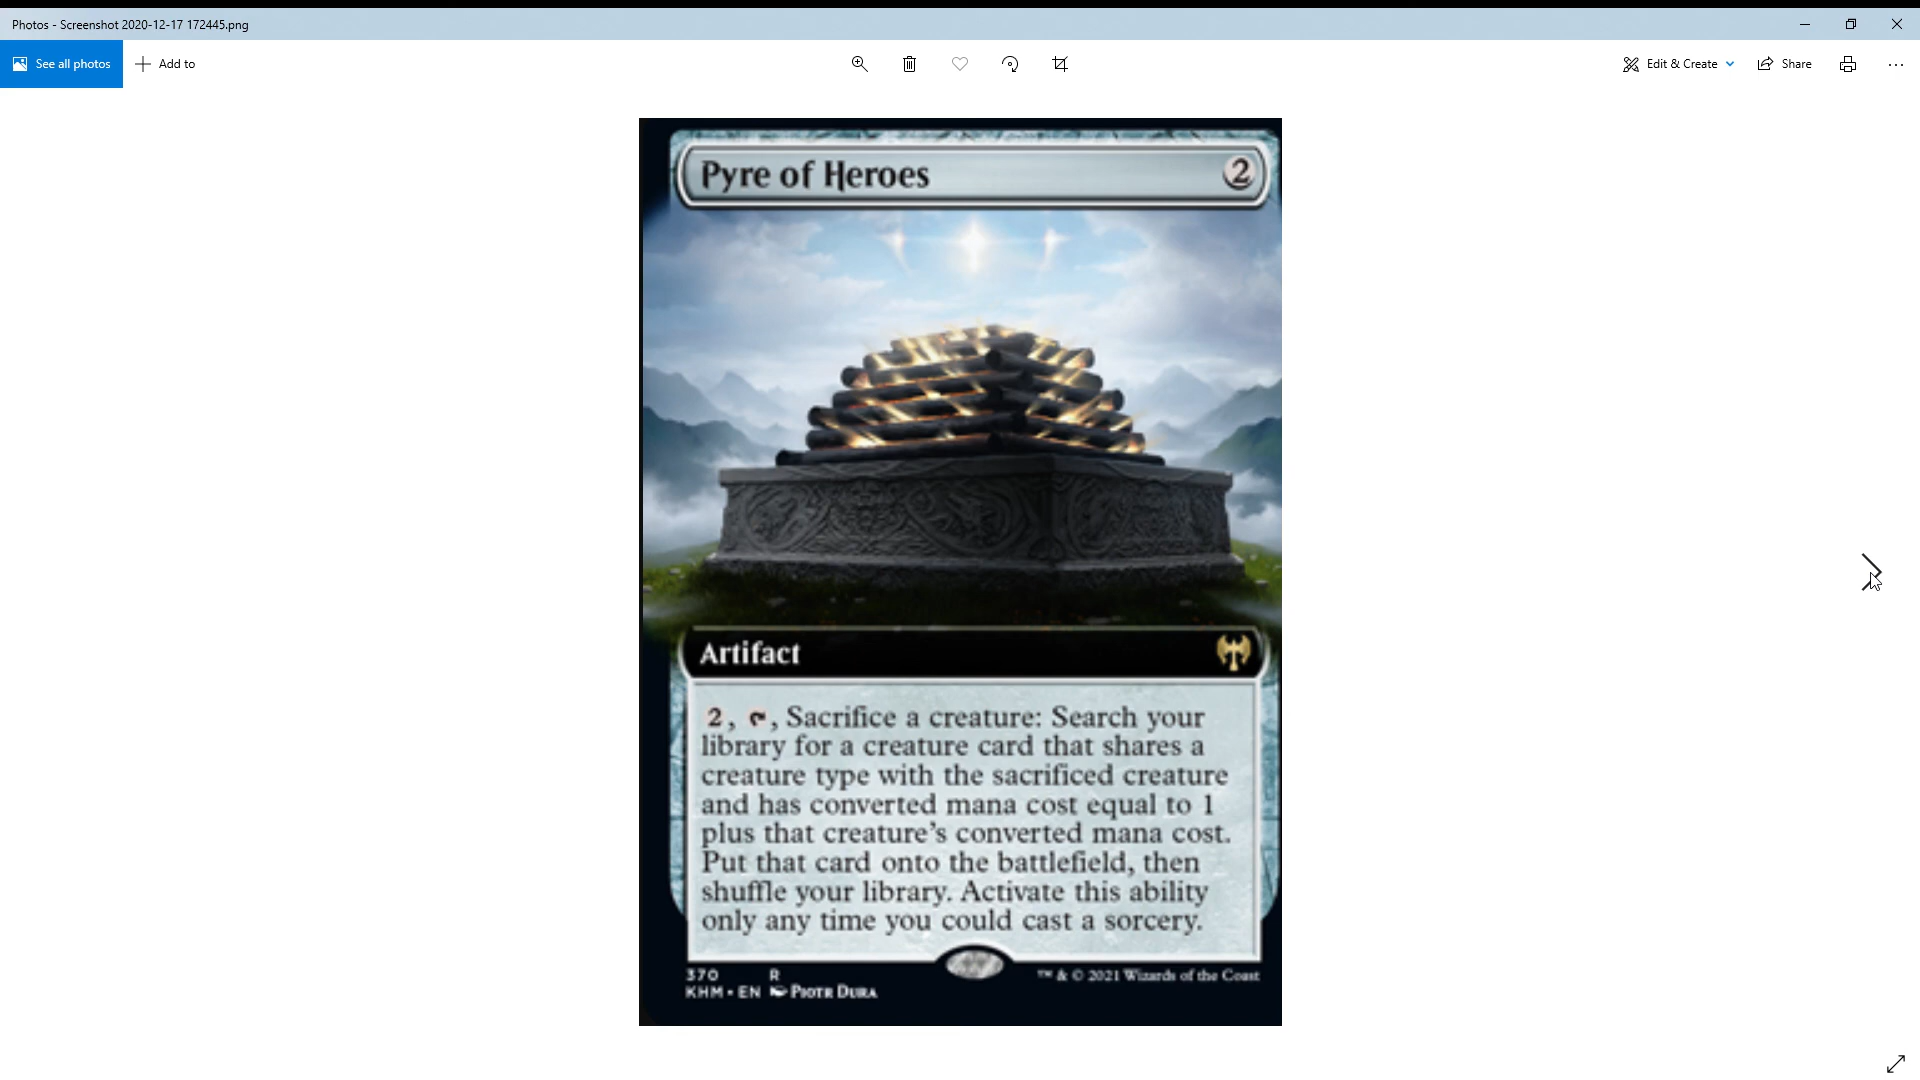 Photos - Screenshot 2020-12-17 172445.png
See all photos
Add to
Edit & Create
Share
Pyre of Heroes
2
Artifact
2, , Sacrifice a creature: Search your
library for a creature card that shares a
creature type with the sacrificed creature
and has converted mana cost equal to 1
plus that creature's converted mana cost.
Put that card onto the battlefield, then
shuffle your library. Activate this ability
only any time you could cast a sorcery.
370 R
KHM • EN Piotr Dura
™ & © 2021 Wizards of the Coast